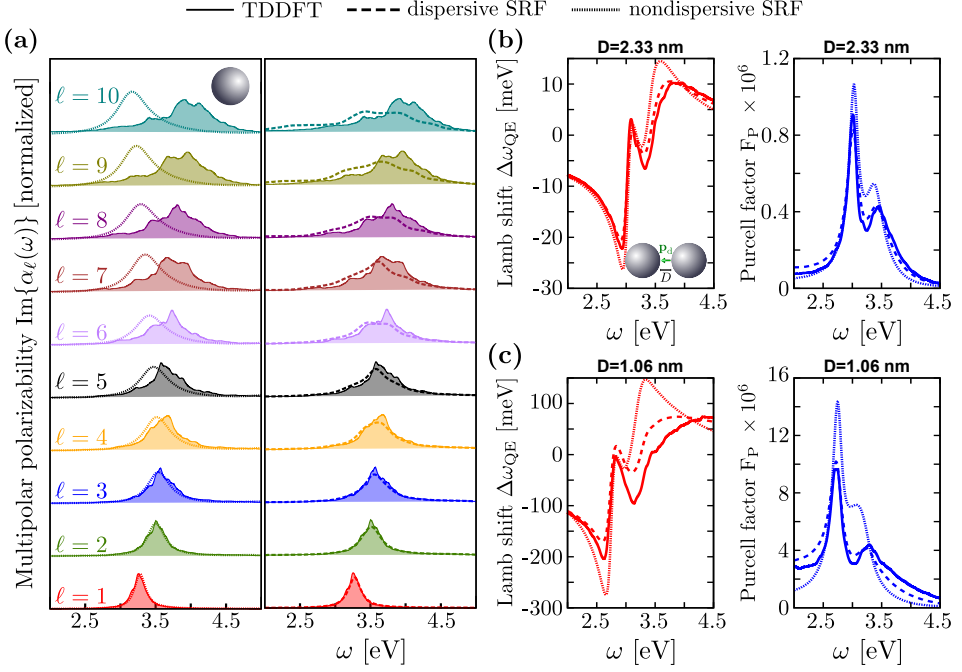 TDDFT dispersive SRF nondispersive SRF
(a)
Multipolar polarizability Im{αℓ(ω)} [normalized]
ℓ = 10
ℓ = 9
ℓ = 8
ℓ = 7
ℓ = 6
ℓ = 5
ℓ = 4
ℓ = 3
ℓ = 2
ℓ = 1
2.5 3.5 4.5 2.5 3.5 4.5
ω [eV]
(b)
D=2.33 nm
Lamb shift Δω_QE [meV]
10
0
-10
-20
-30
p_d
D
2.5 3.5 4.5
ω [eV]
D=2.33 nm
Purcell factor F_P × 10^6
1.2
0.8
0.4
0
2.5 3.5 4.5
ω [eV]
(c)
D=1.06 nm
Lamb shift Δω_QE [meV]
100
0
-100
-200
-300
2.5 3.5 4.5
ω [eV]
D=1.06 nm
Purcell factor F_P × 10^6
16
12
8
4
0
2.5 3.5 4.5
ω [eV]